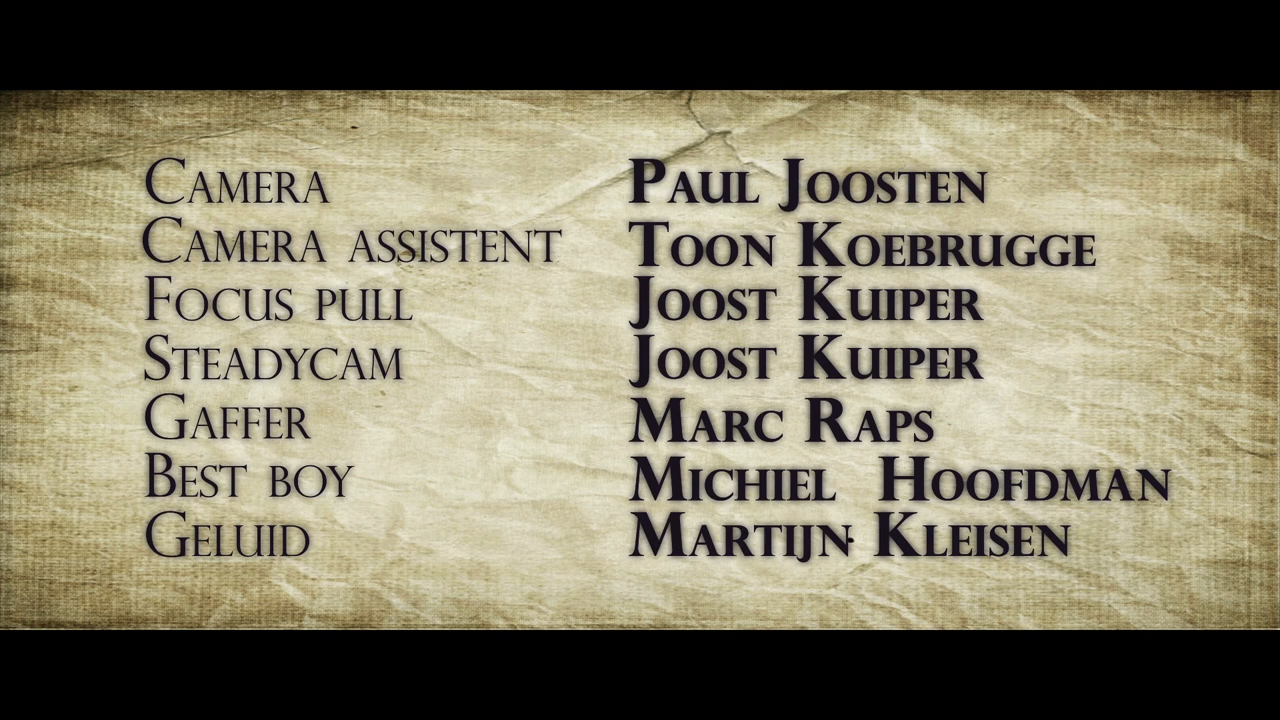 Camera Paul Joosten
Camera assistent Toon Koebrugge
Focus pull Joost Kuiper
Steadycam Joost Kuiper
Gaffer Marc Raps
Best boy Michiel Hoofdman
Geluid Martijn Kleisen